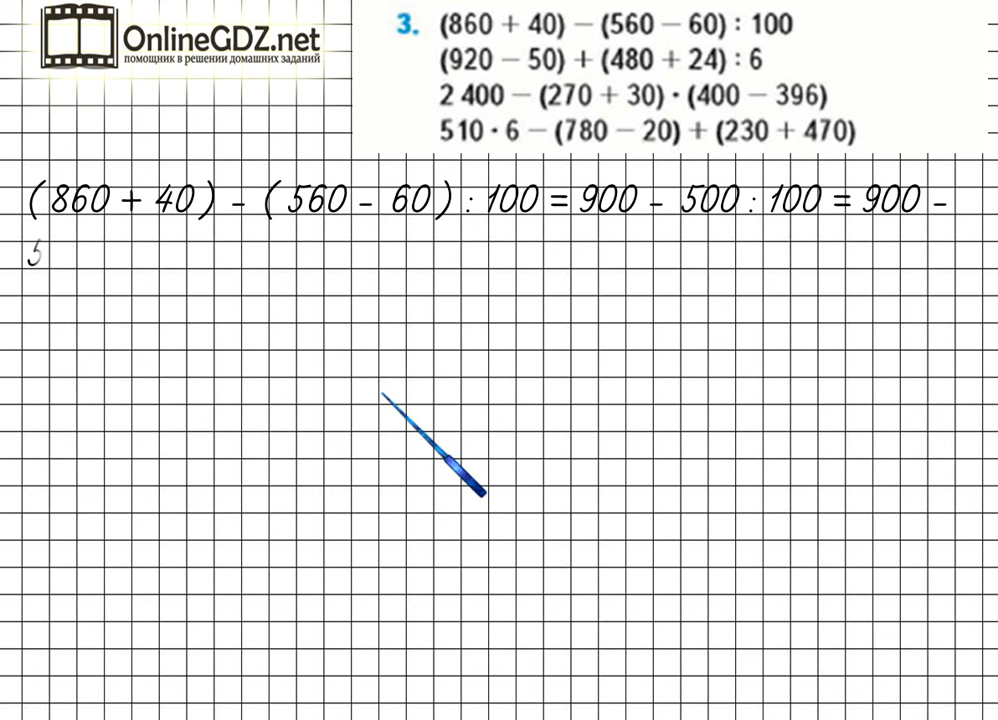 OnlineGDZ.net
помощник в решении домашних заданий
3. (860 + 40) − (560 − 60) : 100
(920 − 50) + (480 + 24) : 6
2 400 − (270 + 30) · (400 − 396)
510 · 6 − (780 − 20) + (230 + 470)
(860 + 40) - (560 - 60) : 100 = 900 - 500 : 100 = 900 -
5